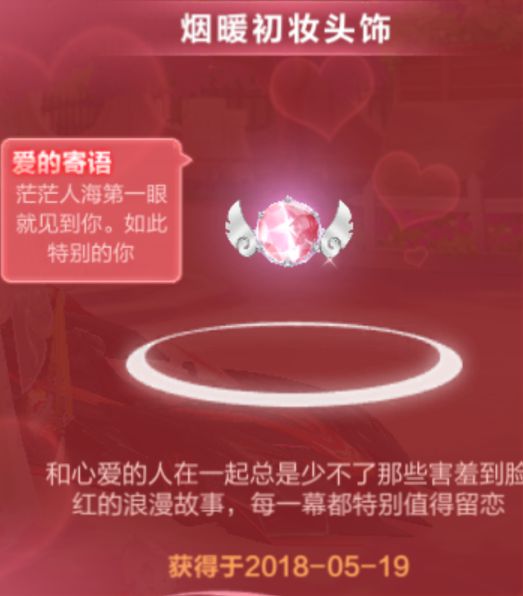 烟暖初妆头饰
爱的寄语
茫茫人海第一眼
就见到你。如此
特别的你
和心爱的人在一起总是少不了那些害羞到脸
红的浪漫故事，每一幕都特别值得留恋
获得于2018-05-19